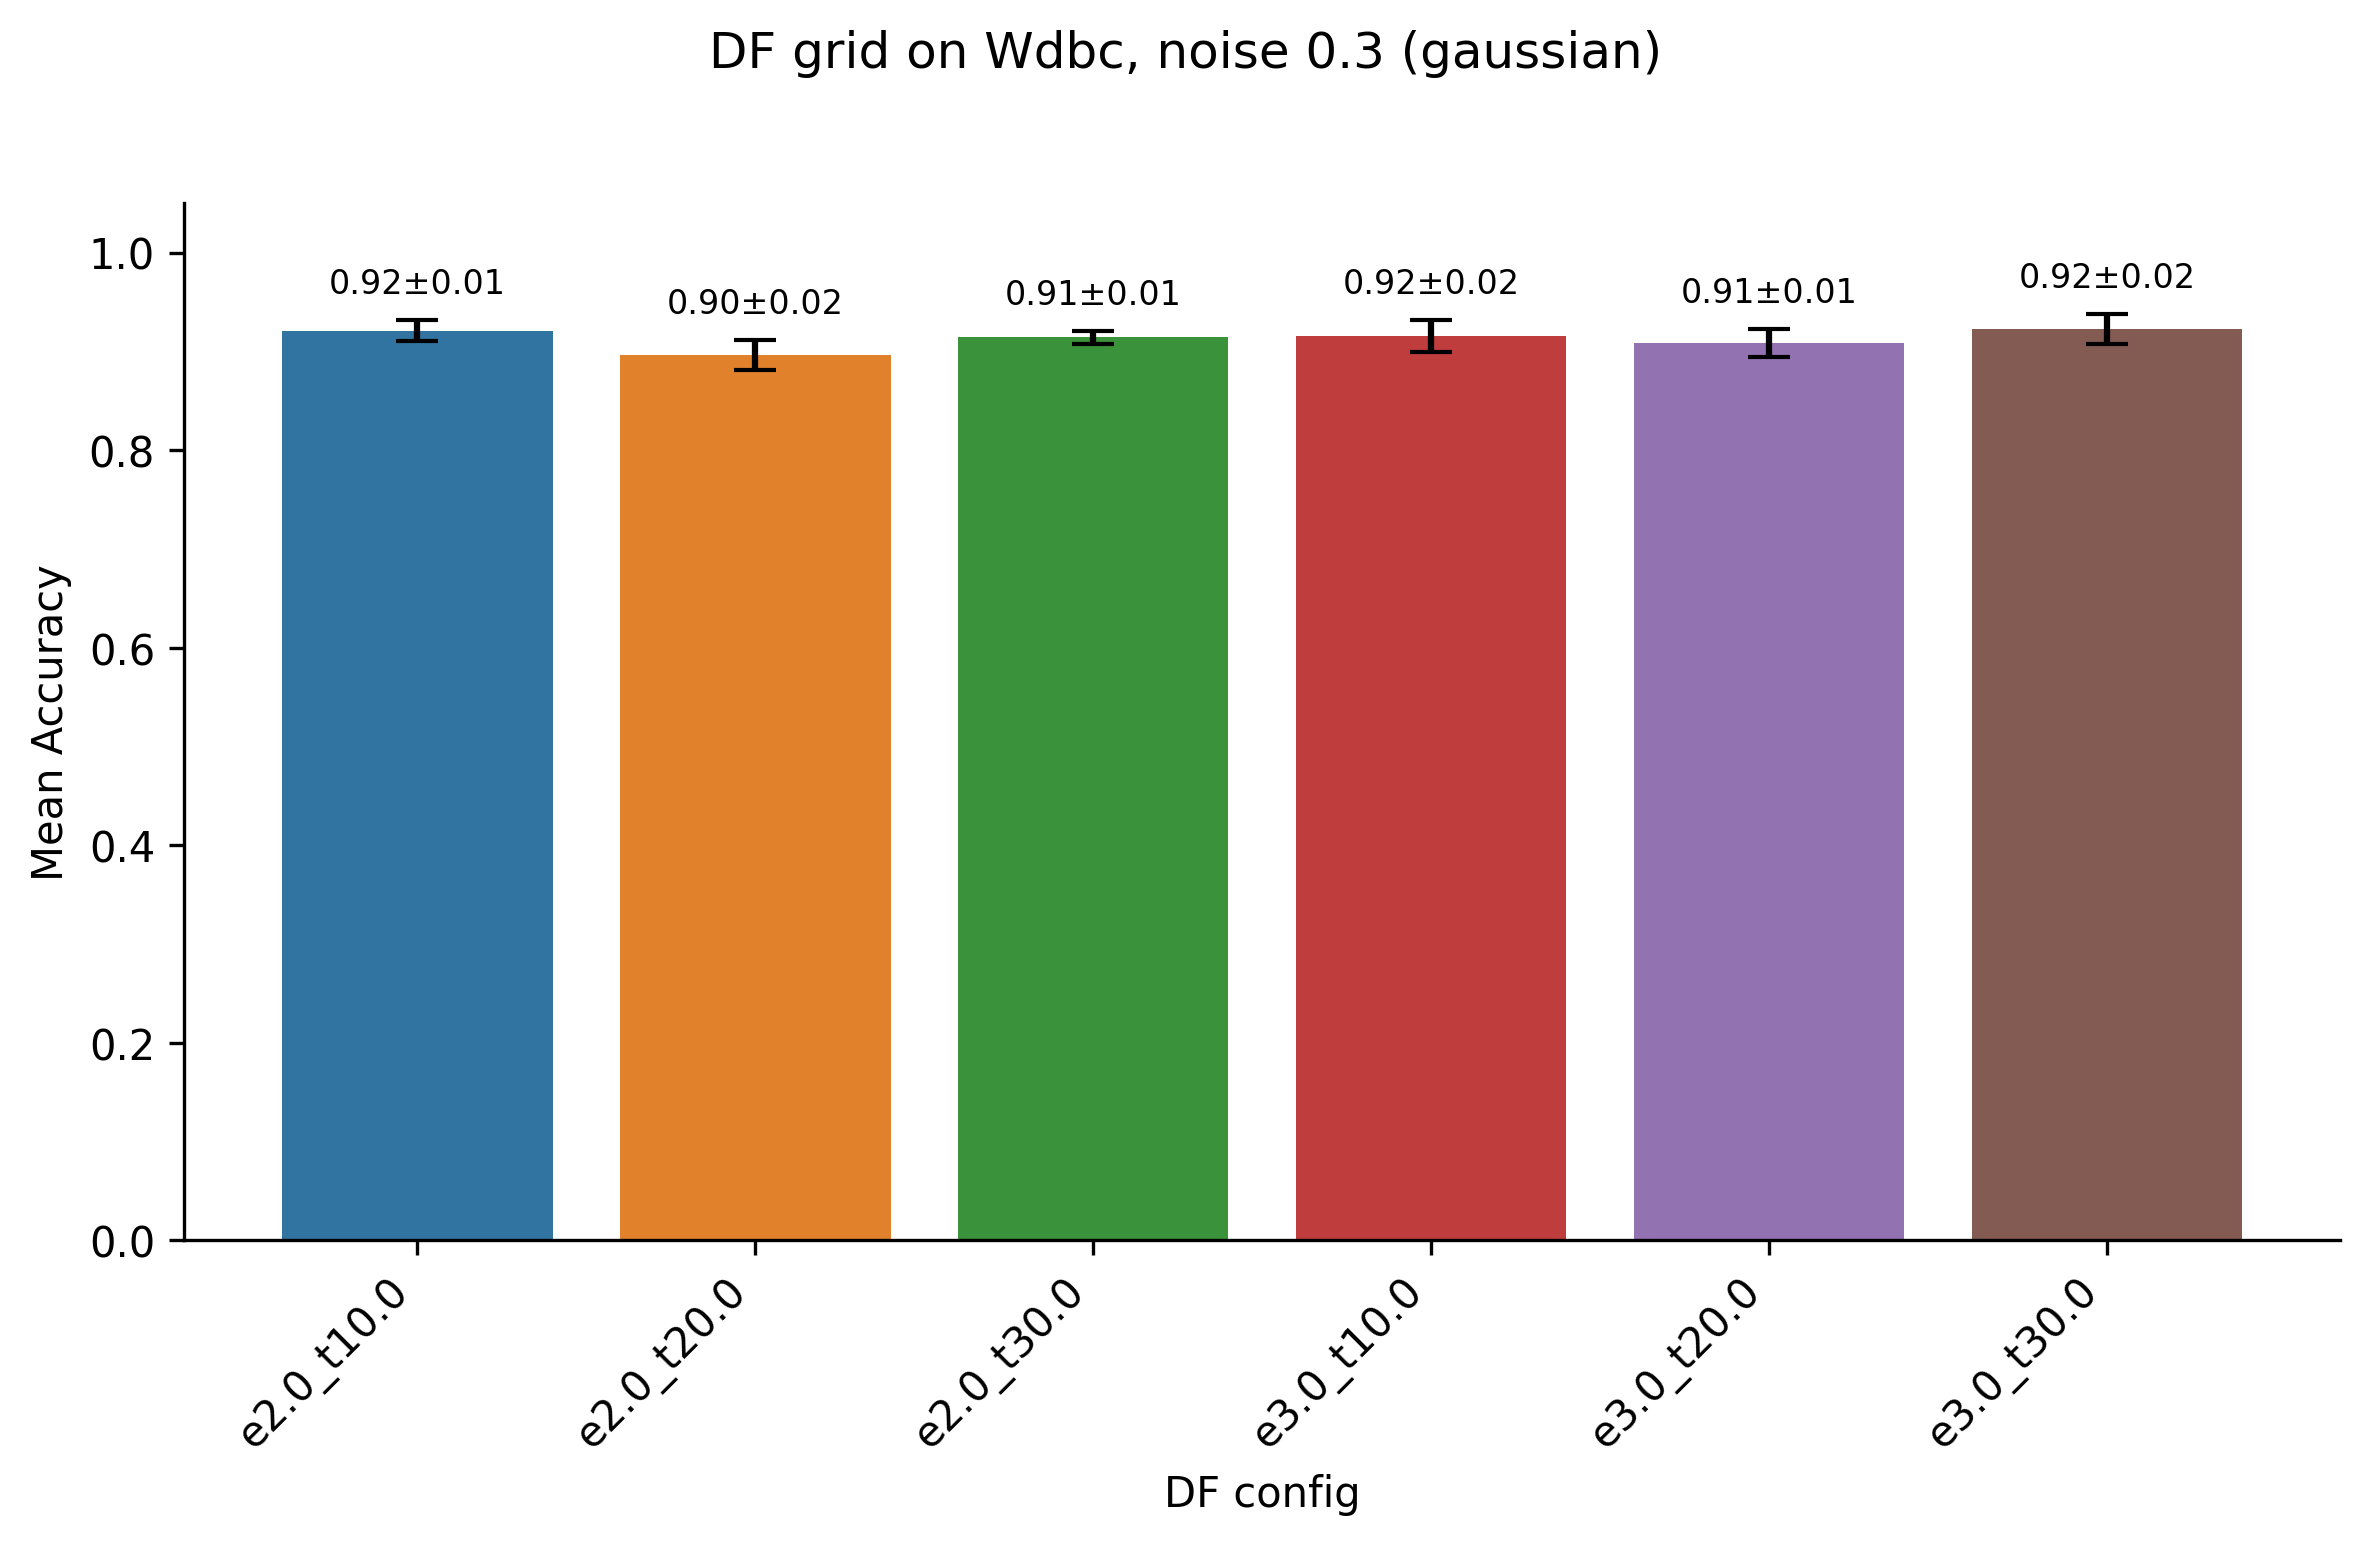 DF grid on Wdbc, noise 0.3 (gaussian)
1.0
0.8
0.6
0.4
0.2
0.0
Mean Accuracy
0.92±0.01
0.90±0.02
0.91±0.01
0.92±0.02
0.91±0.01
0.92±0.02
e2.0_t10.0
e2.0_t20.0
e2.0_t30.0
e3.0_t10.0
e3.0_t20.0
e3.0_t30.0
DF config